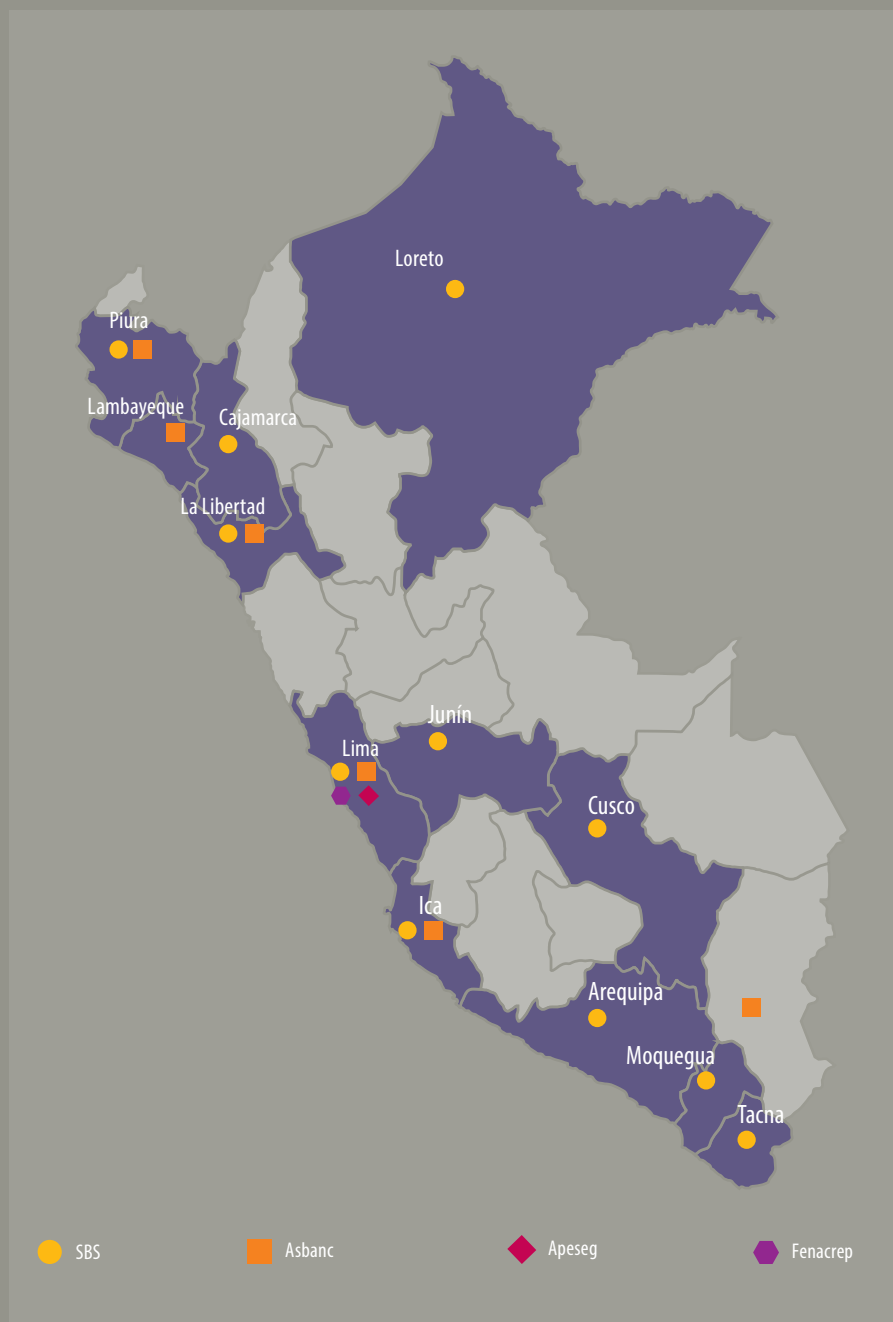 Loreto
Piura
Lambayeque
Cajamarca
La Libertad
Junín
Lima
Cusco
Ica
Arequipa
Moquegua
Tacna
SBS
Asbanc
Apeseg
Fenacrep